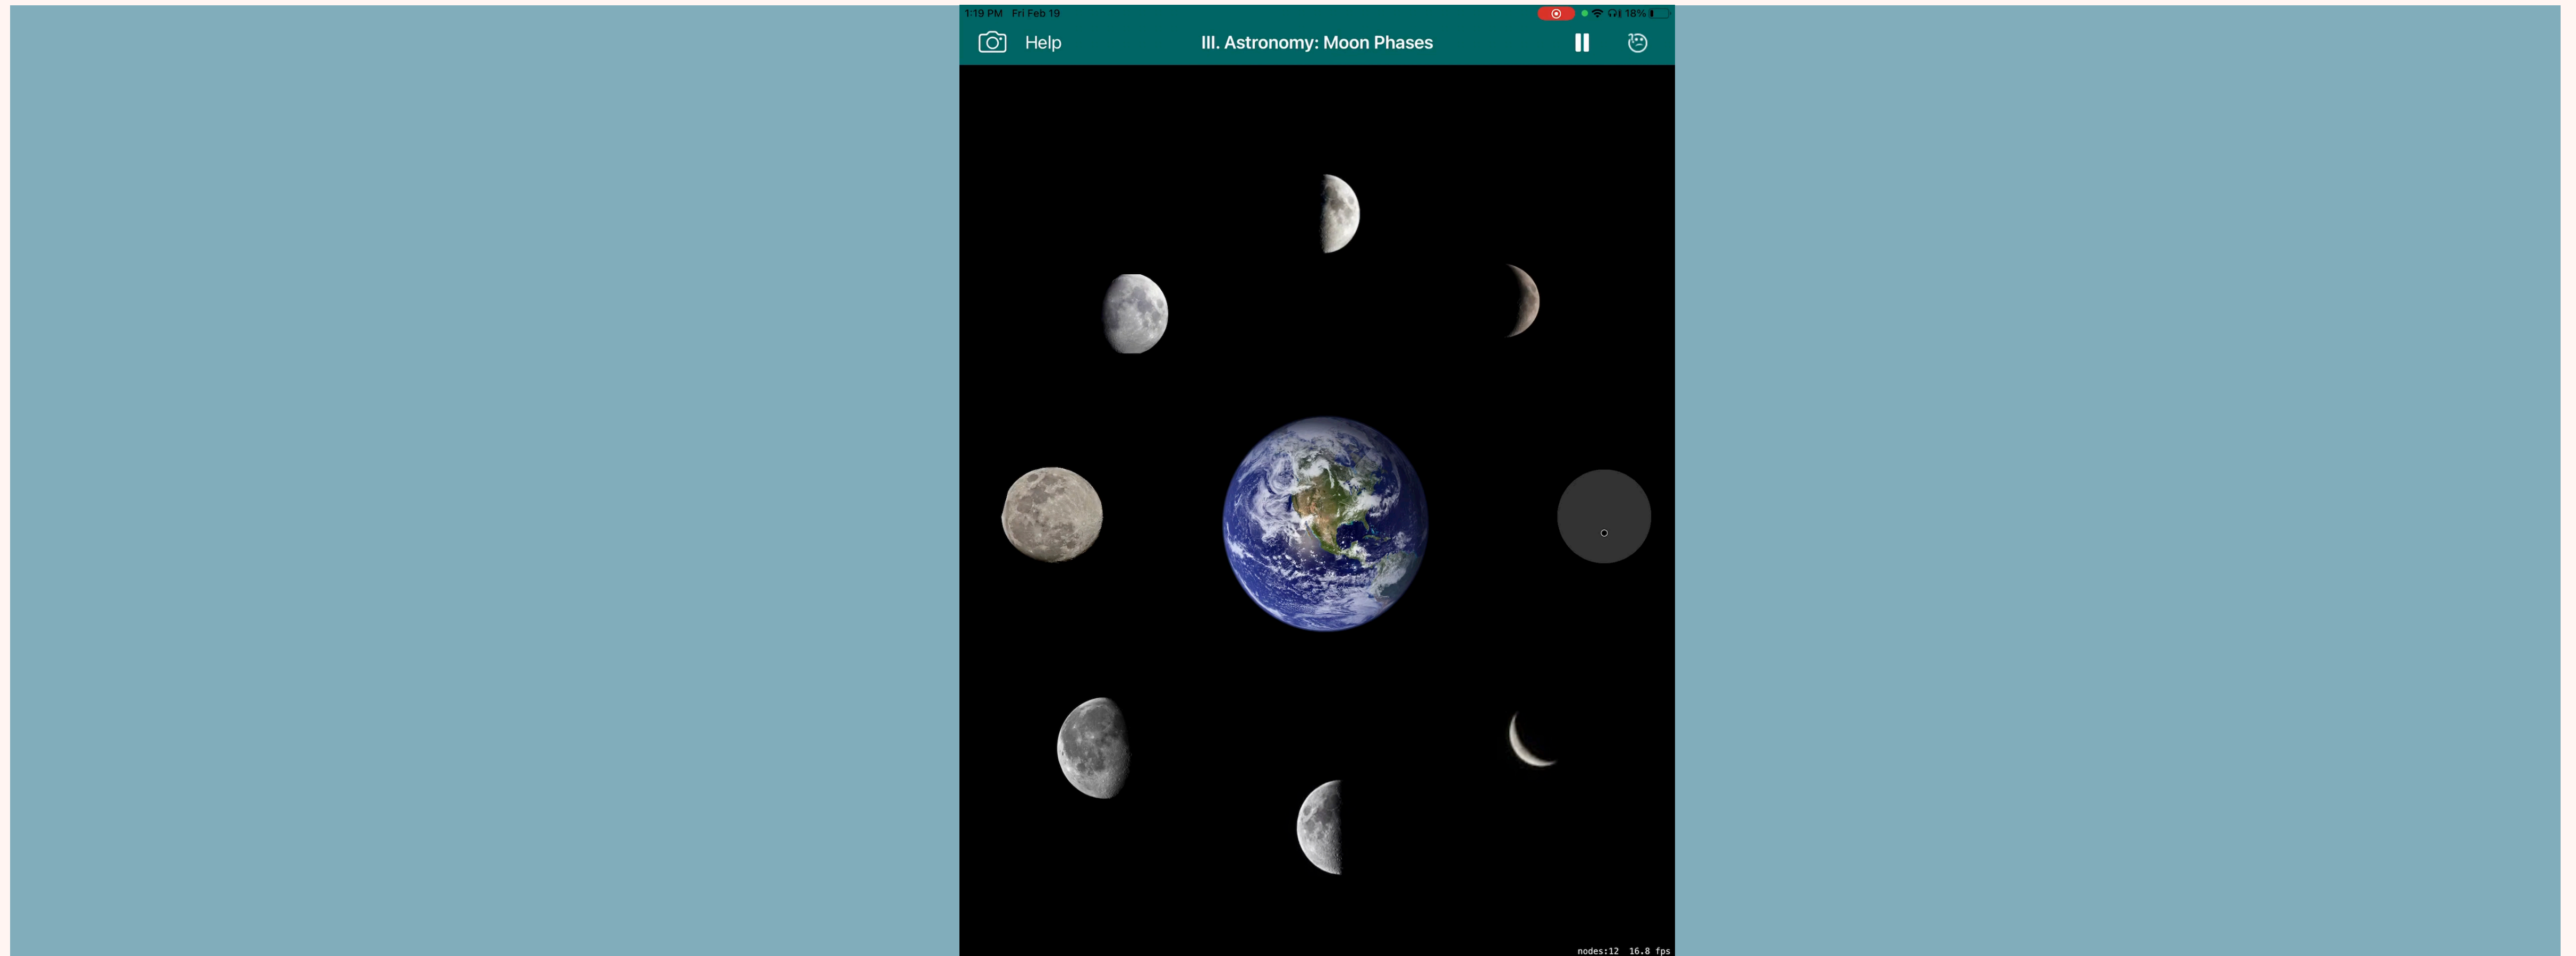 1:19 PM Fri Feb 19
18%
Help
III. Astronomy: Moon Phases
nodes:12 16.8 fps